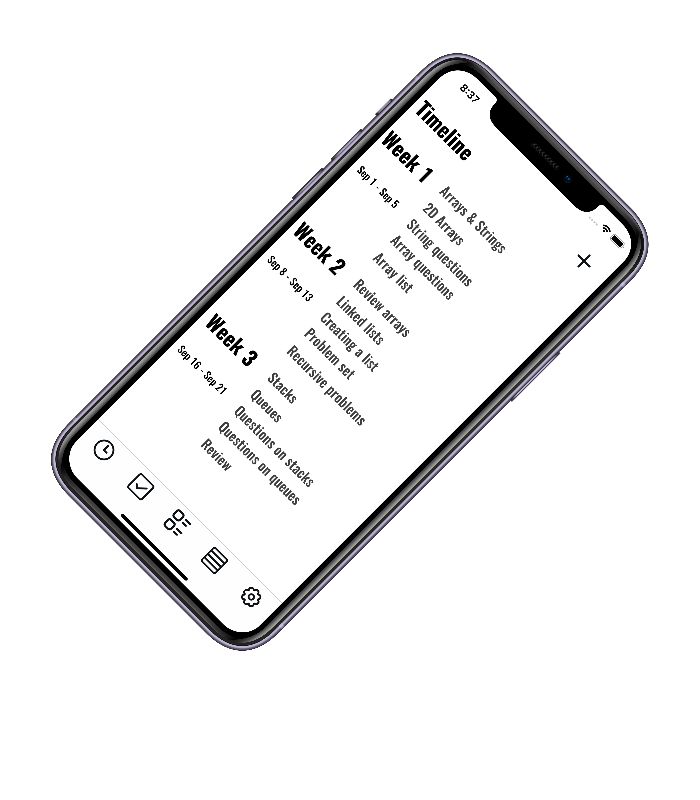 8:37
Timeline
Week 1
Sep 1 - Sep 5
Arrays & Strings
2D Arrays
String questions
Array questions
Array list
Week 2
Sep 8 - Sep 13
Review arrays
Linked lists
Creating a list
Problem set
Recursive problems
Week 3
Sep 16 - Sep 21
Stacks
Queues
Questions on stacks
Questions on queues
Review